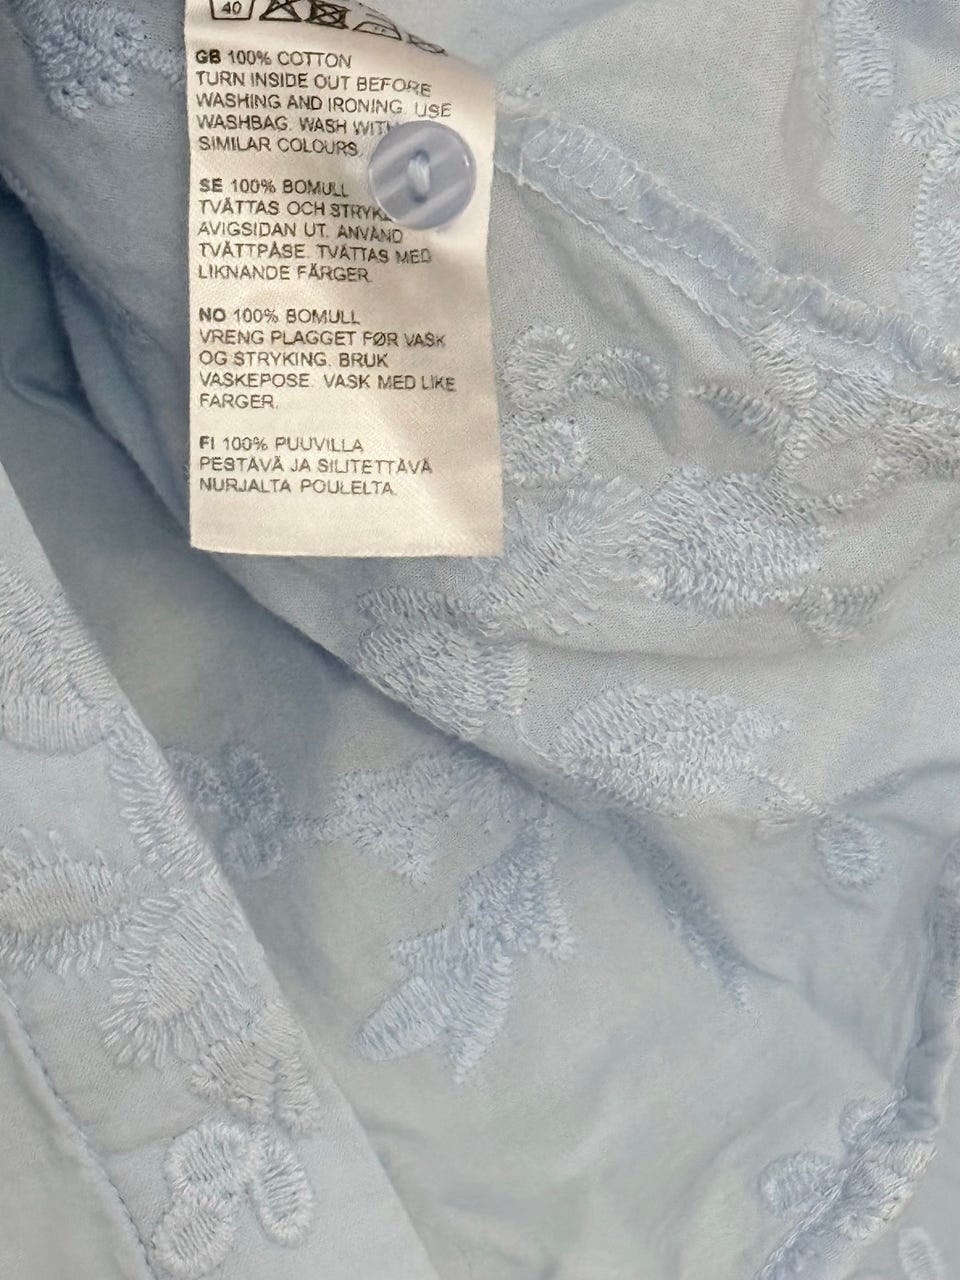 40
GB 100% COTTON
TURN INSIDE OUT BEFORE
WASHING AND IRONING. USE
WASHBAG. WASH WITH
SIMILAR COLOURS.
SE 100% BOMULL
TVÄTTAS OCH STRYKA
AVIGSIDAN UT. ANVÄND
TVÄTTPÅSE. TVÄTTAS MED
LIKNANDE FÄRGER.
NO 100% BOMULL
VRENG PLAGGET FØR VASK
OG STRYKING. BRUK
VASKEPOSE. VASK MED LIKE
FARGER.
FI 100% PUUVILLA
PESTÄVÄ JA SILITETTÄVÄ
NURJALTA POULELTA.